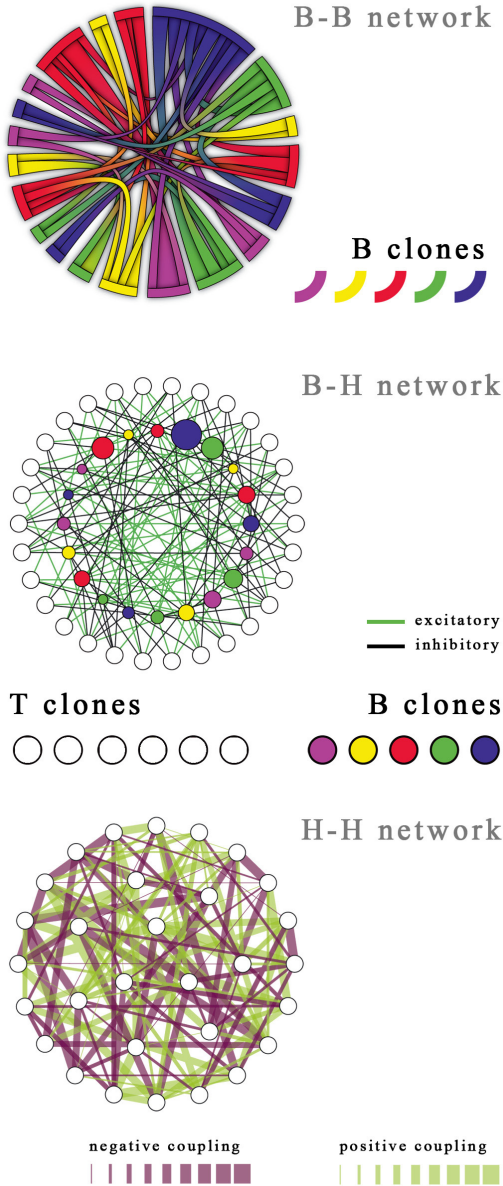 B-B network
B clones
B-H network
excitatory
inhibitory
T clones
B clones
H-H network
negative coupling
positive coupling